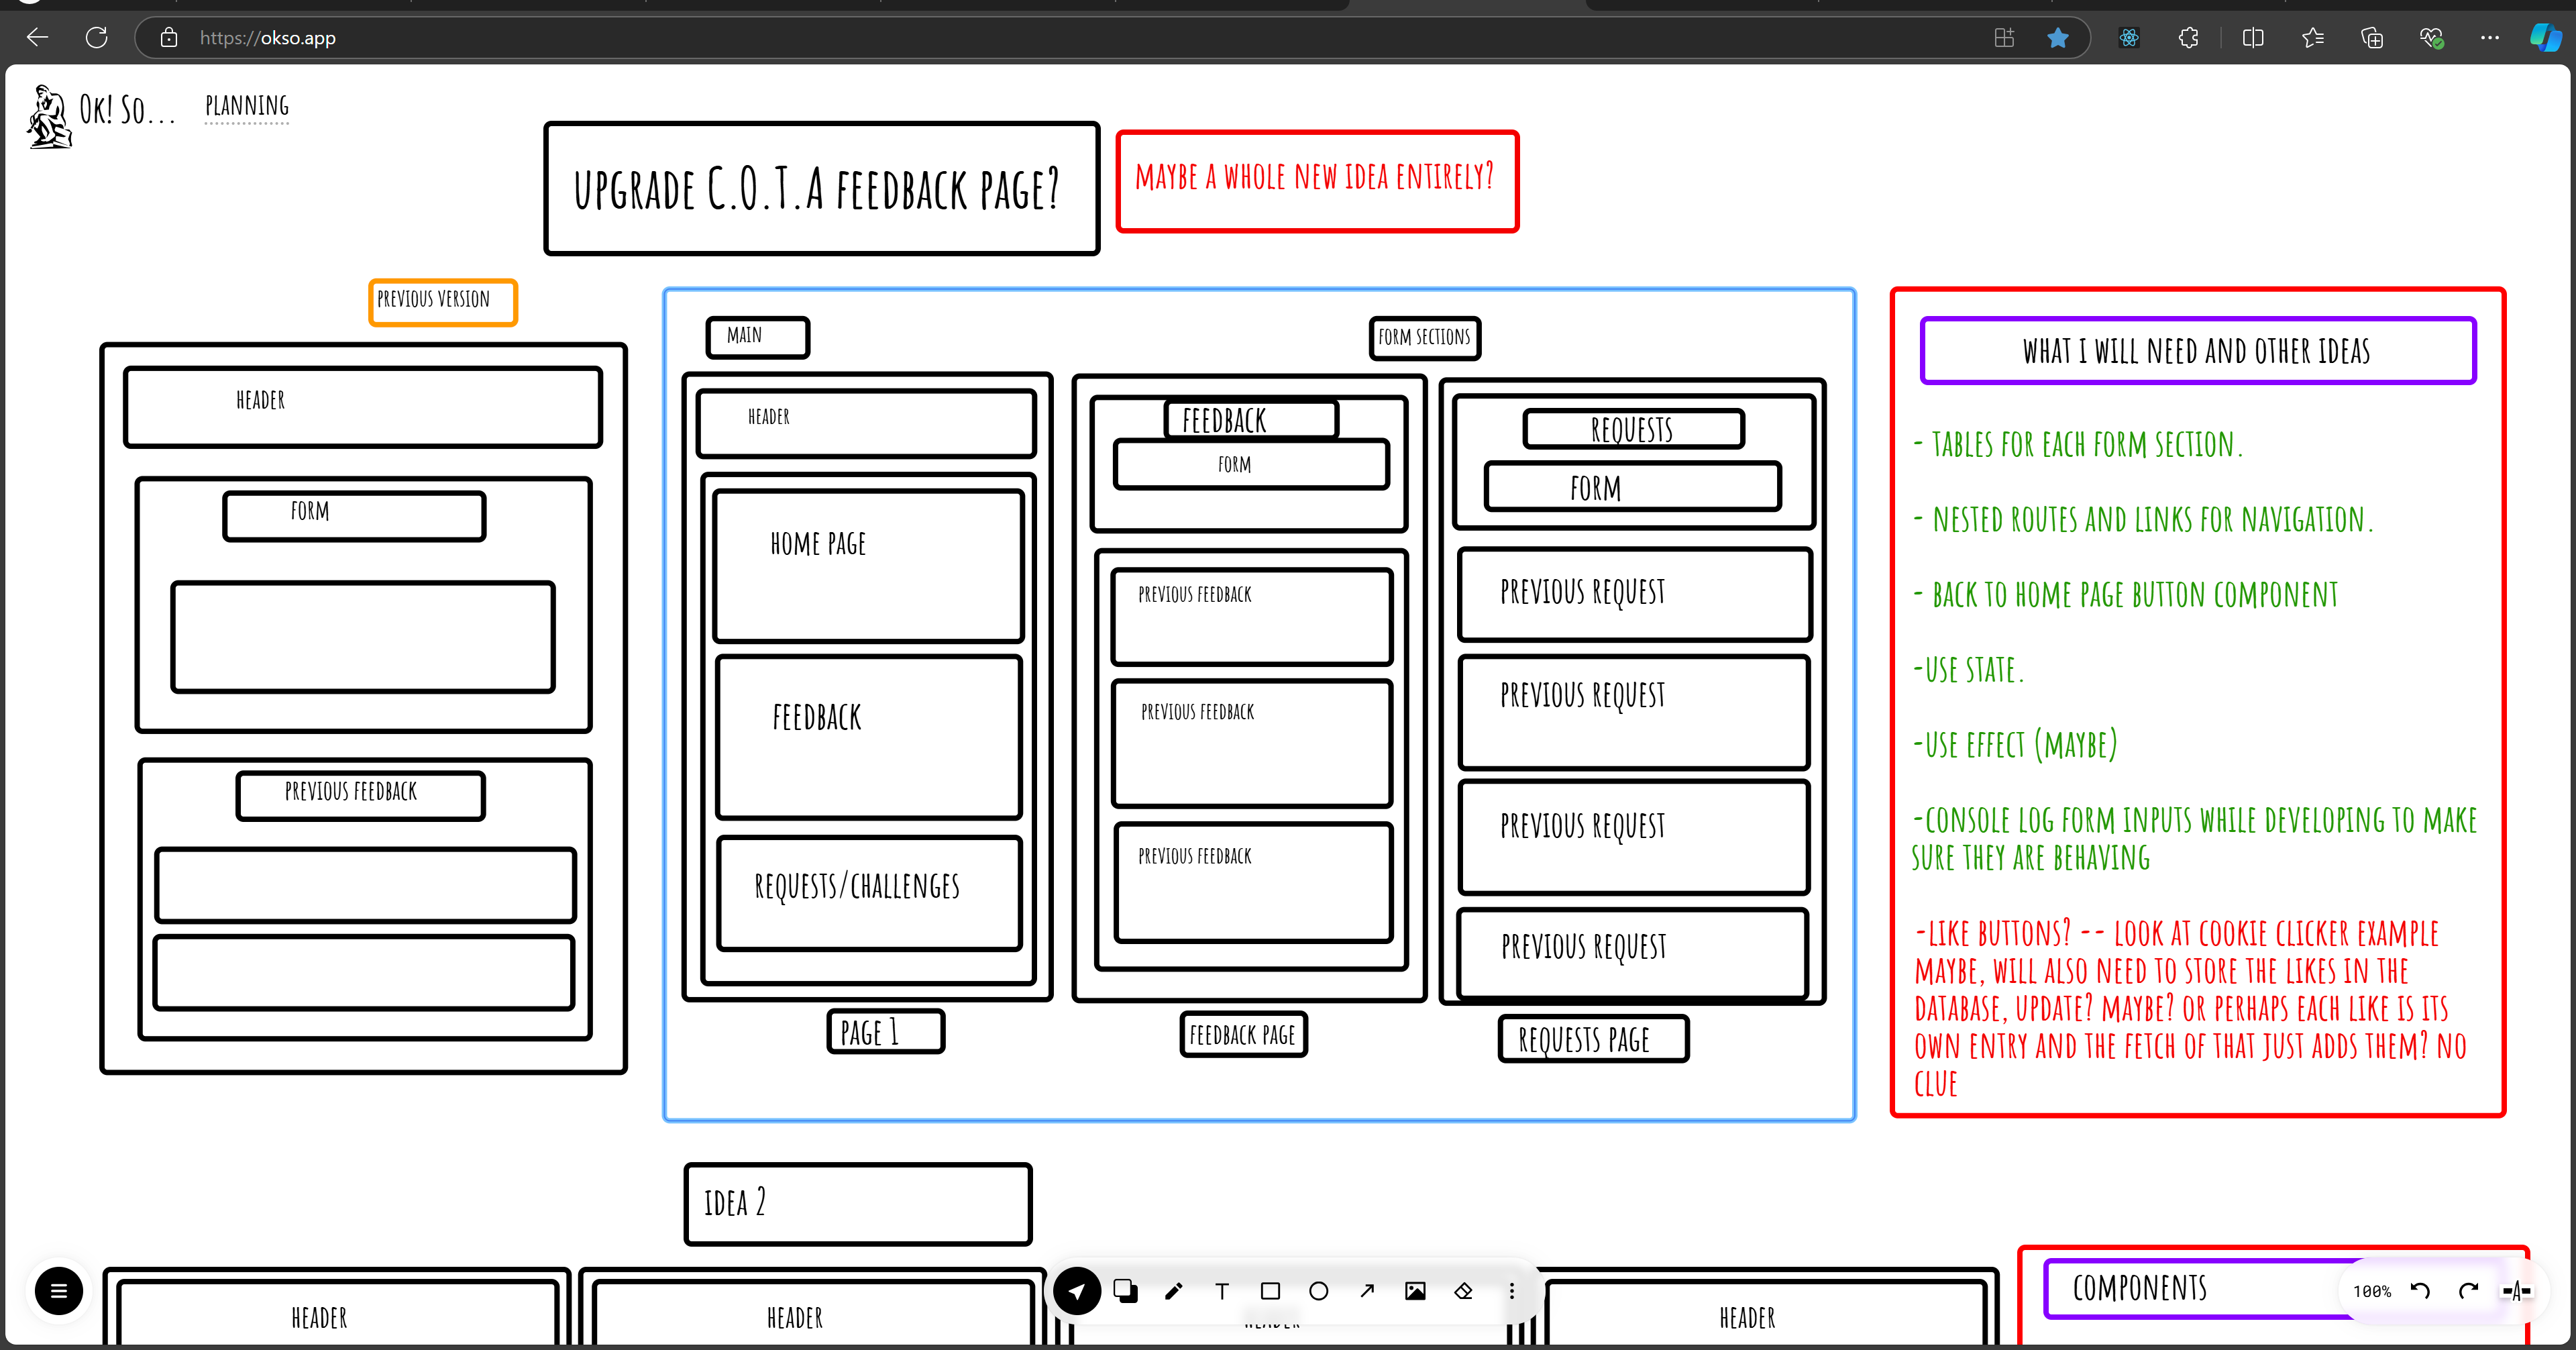 https://okso.app
Ok! So...
PLANNING
UPGRADE C.O.T.A FEEDBACK PAGE?
MAYBE A WHOLE NEW IDEA ENTIRELY?
PREVIOUS VERSION
HEADER
FORM
PREVIOUS FEEDBACK
MAIN
FORM SECTIONS
HEADER
HOME PAGE
FEEDBACK
REQUESTS/CHALLENGES
PAGE 1
FEEDBACK
FORM
PREVIOUS FEEDBACK
PREVIOUS FEEDBACK
PREVIOUS FEEDBACK
FEEDBACK PAGE
REQUESTS
FORM
PREVIOUS REQUEST
PREVIOUS REQUEST
PREVIOUS REQUEST
PREVIOUS REQUEST
REQUESTS PAGE
WHAT I WILL NEED AND OTHER IDEAS
- TABLES FOR EACH FORM SECTION.
- NESTED ROUTES AND LINKS FOR NAVIGATION.
- BACK TO HOME PAGE BUTTON COMPONENT
-USE STATE.
-USE EFFECT (MAYBE)
-CONSOLE LOG FORM INPUTS WHILE DEVELOPING TO MAKE
SURE THEY ARE BEHAVING
-LIKE BUTTONS? -- LOOK AT COOKIE CLICKER EXAMPLE
MAYBE, WILL ALSO NEED TO STORE THE LIKES IN THE
DATABASE, UPDATE? MAYBE? OR PERHAPS EACH LIKE IS ITS
OWN ENTRY AND THE FETCH OF THAT JUST ADDS THEM? NO
CLUE
IDEA 2
HEADER
HEADER
HEADER
HEADER
COMPONENTS
100%